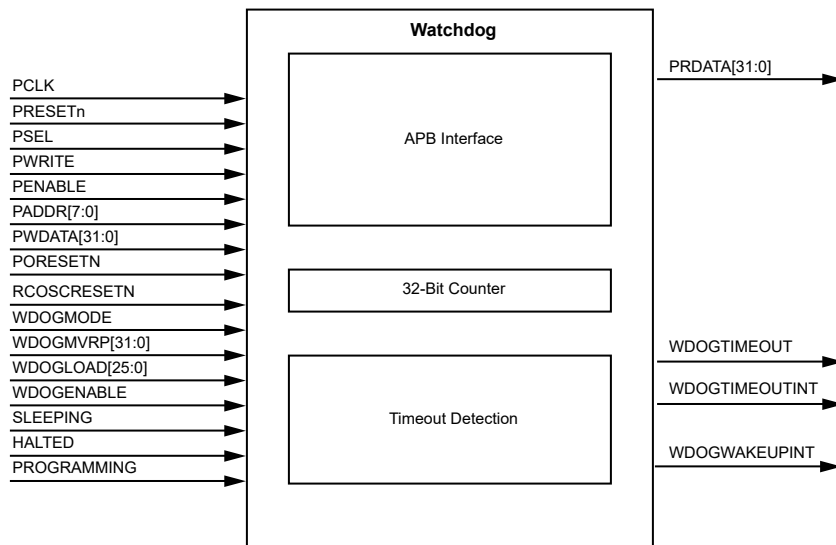 Watchdog
PCLK
PRESETn
PSEL
PWRITE
PENABLE
PADDR[7:0]
PWDATA[31:0]
PORESETN
RCOSCRESETN
WDOGMODE
WDOGMVRP[31:0]
WDOGLOAD[25:0]
WDOGENABLE
SLEEPING
HALTED
PROGRAMMING
APB Interface
32-Bit Counter
Timeout Detection
PRDATA[31:0]
WDOGTIMEOUT
WDOGTIMEOUTINT
WDOGWAKEUPINT